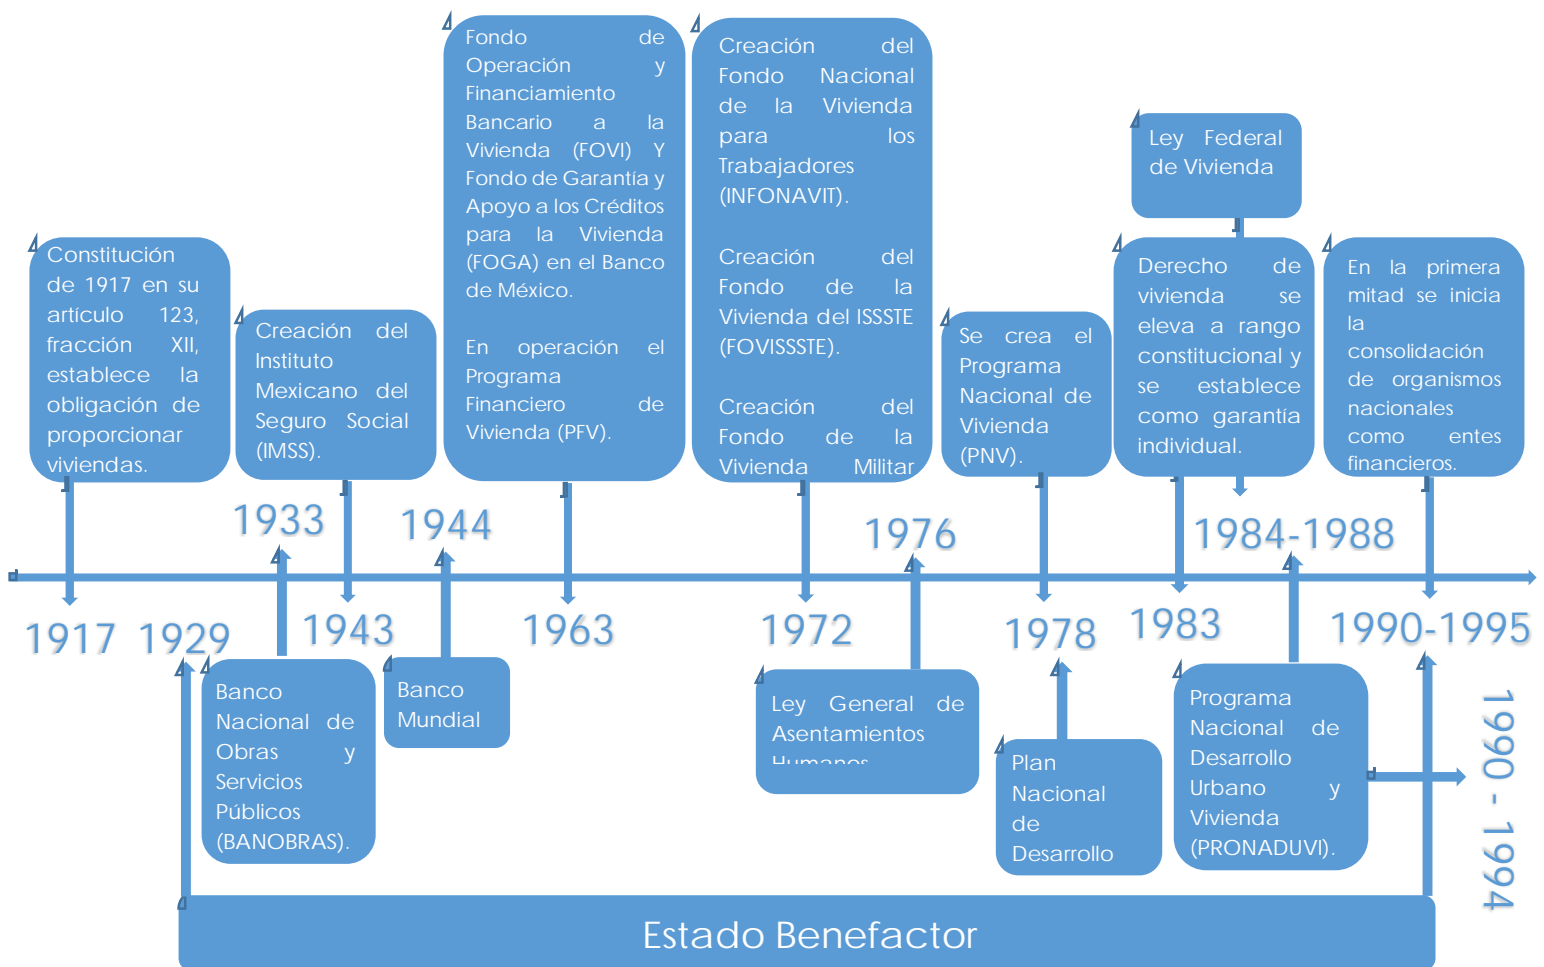 Constitución
de 1917 en su
artículo 123,
fracción XII,
establece la
obligación de
proporcionar
viviendas.
Creación del
Instituto
Mexicano del
Seguro Social
(IMSS).
Fondo de
Operación y
Financiamiento
Bancario a la
Vivienda (FOVI) Y
Fondo de Garantía y
Apoyo a los Créditos
para la Vivienda
(FOGA) en el Banco
de México.
En operación el
Programa
Financiero de
Vivienda (PFV).
Creación del
Fondo Nacional
de la Vivienda
para los
Trabajadores
(INFONAVIT).
Creación del
Fondo de la
Vivienda del ISSSTE
(FOVISSSTE).
Creación del
Fondo de la
Vivienda Militar
Se crea el
Programa
Nacional de
Vivienda
(PNV).
Ley Federal
de Vivienda
Derecho de
vivienda se
eleva a rango
constitucional y
se establece
como garantía
individual.
En la primera
mitad se inicia
la
consolidación
de organismos
nacionales
como entes
financieros.
1933
1944
1976
1984-1988
1917
1929
1943
1963
1972
1978
1983
1990-1995
Banco
Nacional de
Obras y
Servicios
Públicos
(BANOBRAS).
Banco
Mundial
Ley General de
Asentamientos
Humanos
Plan
Nacional
de
Desarrollo
Programa
Nacional de
Desarrollo
Urbano y
Vivienda
(PRONADUVI).
1990 - 1994
Estado Benefactor